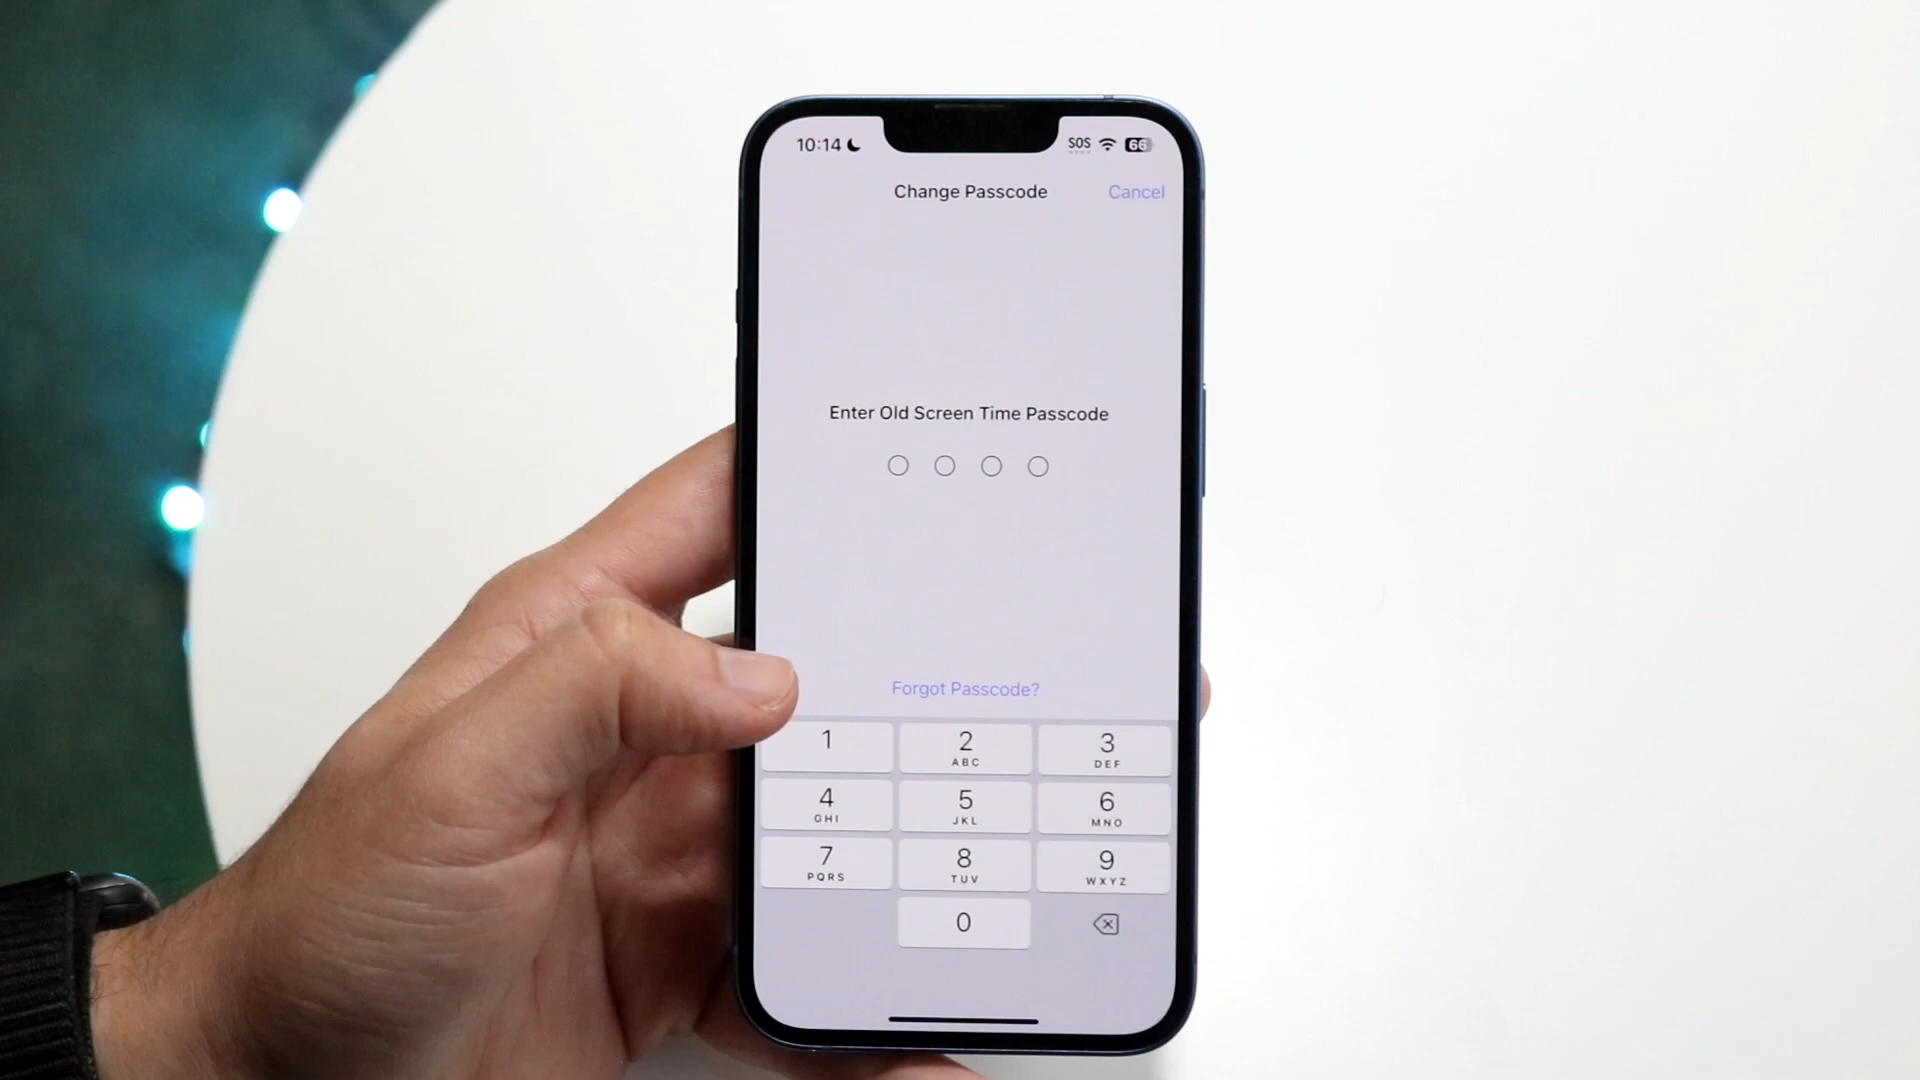 10:14 SOS 66
Change Passcode Cancel
Enter Old Screen Time Passcode
Forgot Passcode?
1 2 3
ABC DEF
4 5 6
GHI JKL MNO
7 8 9
PQRS TUV WXYZ
0